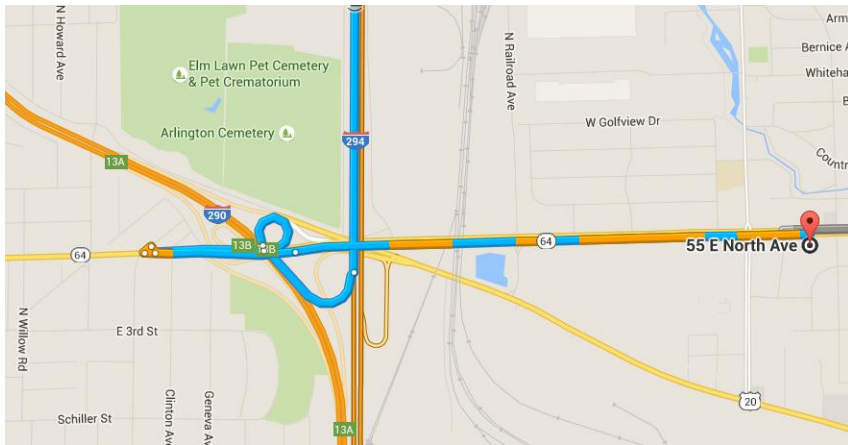 N Howard Ave
Elm Lawn Pet Cemetery
& Pet Crematorium
Arlington Cemetery
13A
290
294
N Railroad Ave
W Golfview Dr
Arm
Bernice A
Whiteha
B
Country
13B
13B
64
64
55 E North Ave
N Willow Rd
E 3rd St
Schiller St
Clinton Ave
Geneva Av
13A
20